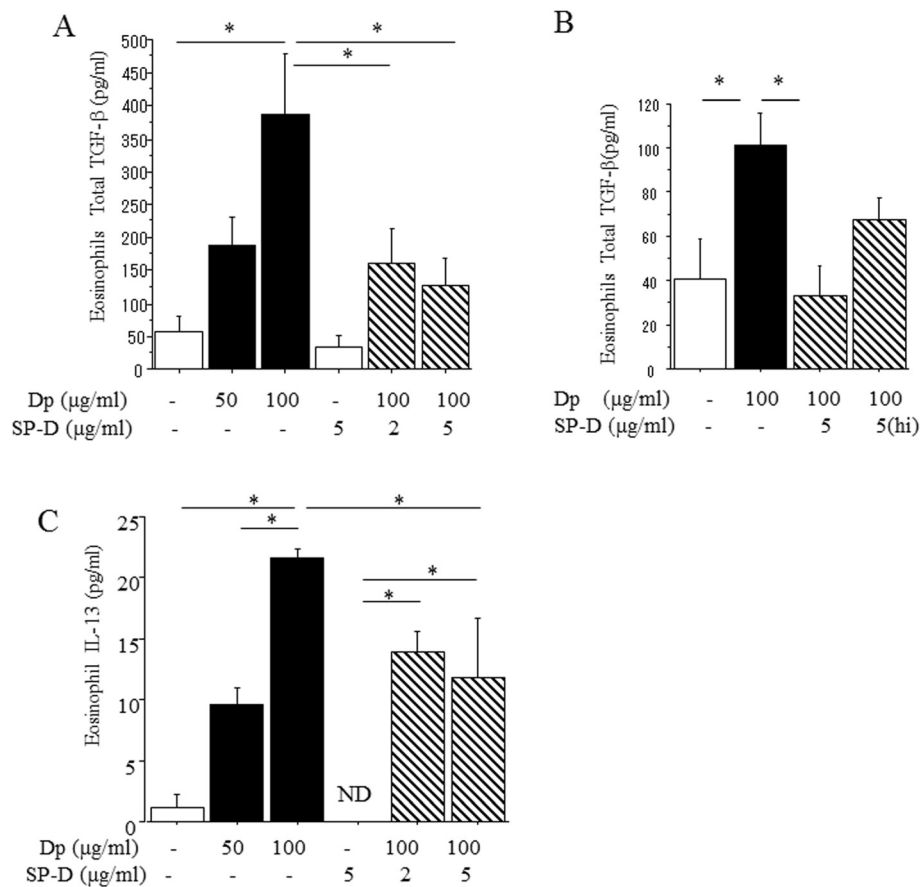 A
Eosinophils Total TGF-β (pg/ml)
500
450
400
350
300
250
200
150
100
50
0
* *
*
Dp (μg/ml) - 50 100 - 100 100
SP-D (μg/ml) - - - 5 2 5
B
Eosinophils Total TGF-β(pg/ml)
120
100
80
60
40
20
0
* *
Dp (μg/ml) - 100 100 100
SP-D (μg/ml) - - 5 5(hi)
C
Eosinophil IL-13 (pg/ml)
25
20
15
10
5
0
* *
*
*
*
ND
Dp (μg/ml) - 50 100 - 100 100
SP-D (μg/ml) - - - 5 2 5